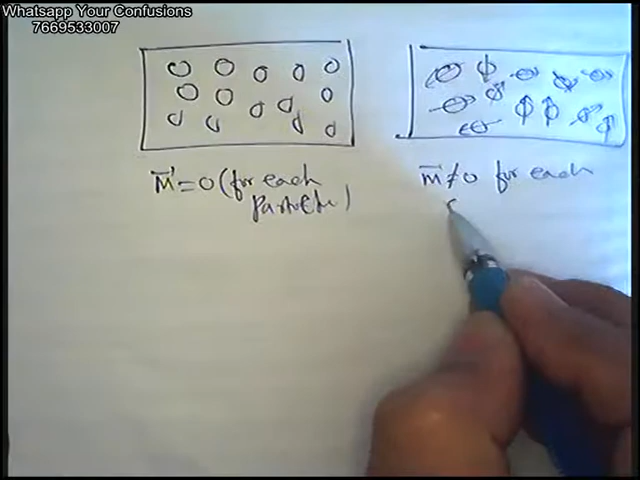 Whatsapp Your Confusions
7669533007
M⃗ = 0 (for each
particle)
m⃗ ≠ 0 for each